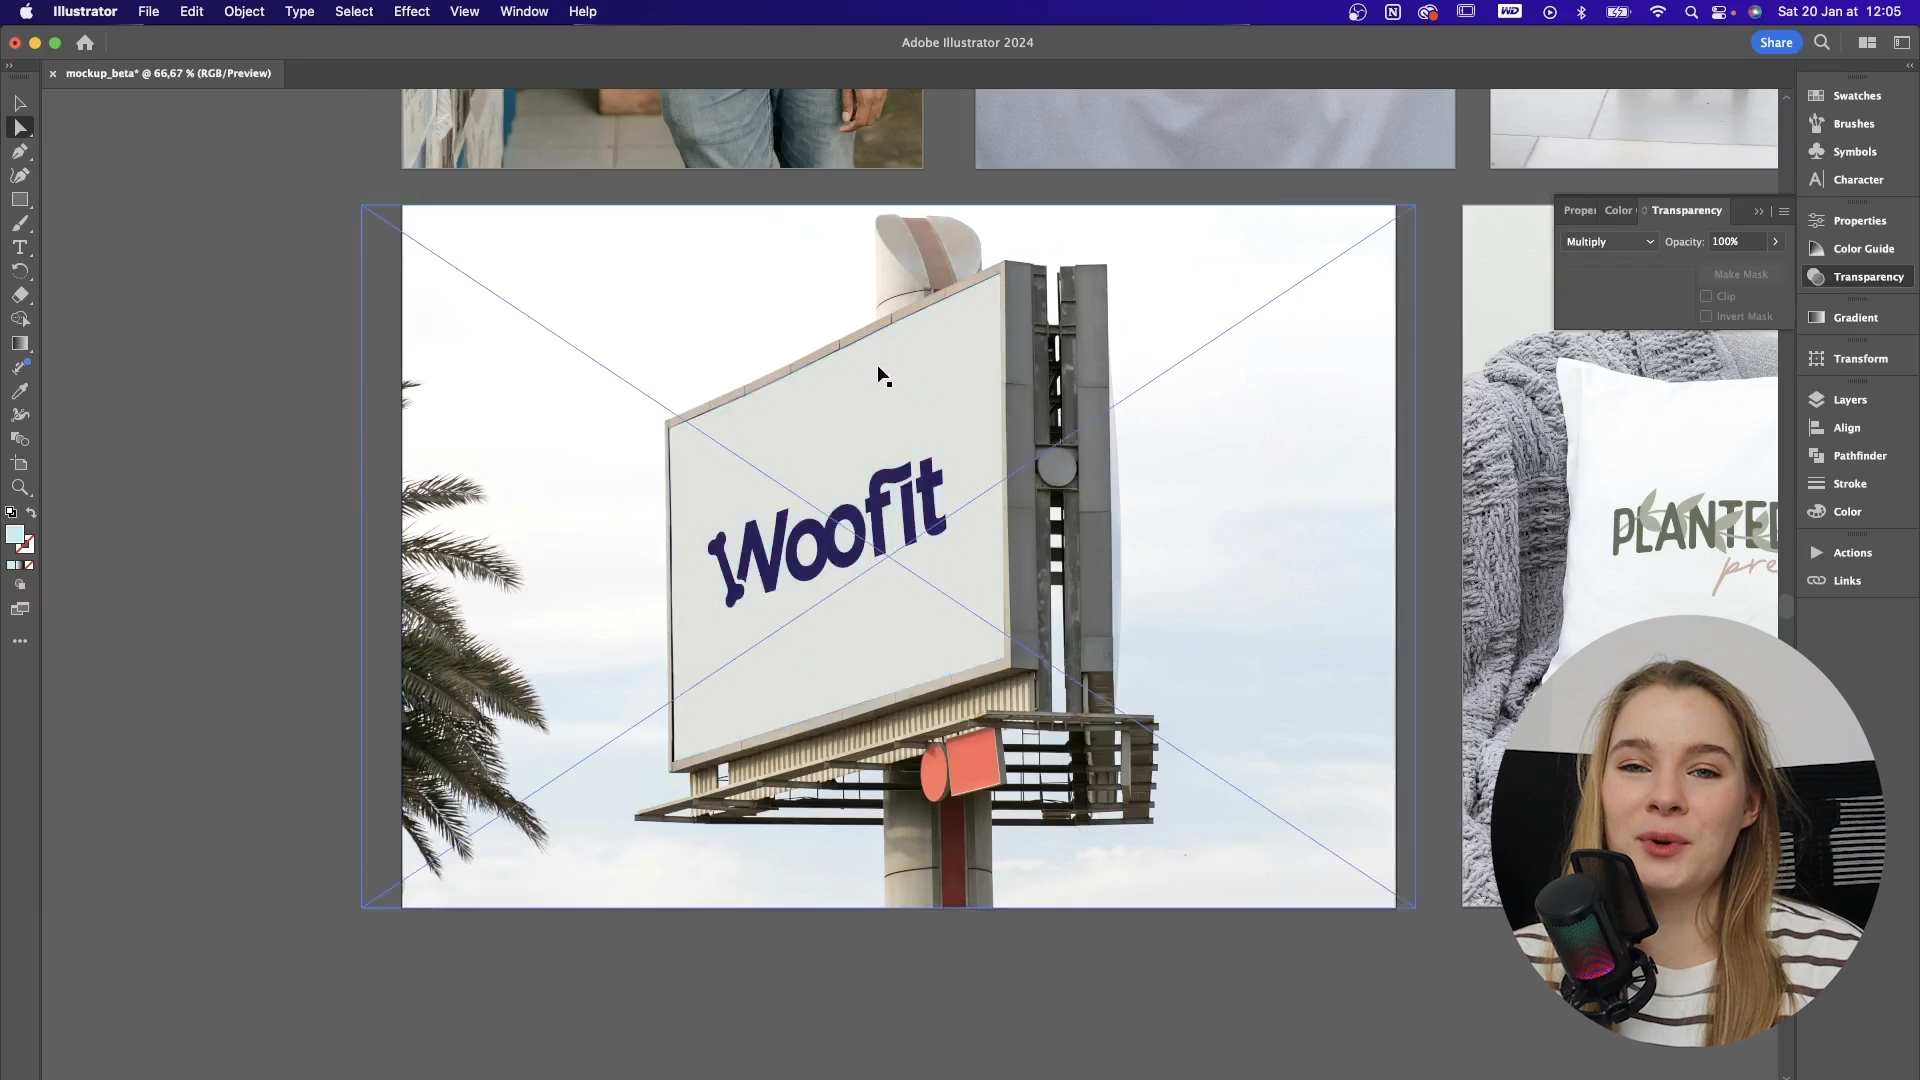 Illustrator File Edit Object Type Select Effect View Window Help
WD
Sat 20 Jan at 12:05
Adobe Illustrator 2024
Share
mockup_beta* @ 66,67 % (RGB/Preview)
Swatches
Brushes
Symbols
Character
Proper Color Transparency
Properties
Multiply Opacity: 100%
Color Guide
Make Mask
Transparency
Clip
Invert Mask
Gradient
Transform
Layers
Align
Pathfinder
Stroke
Color
Actions
Links
Woofit
PLANTED
pre